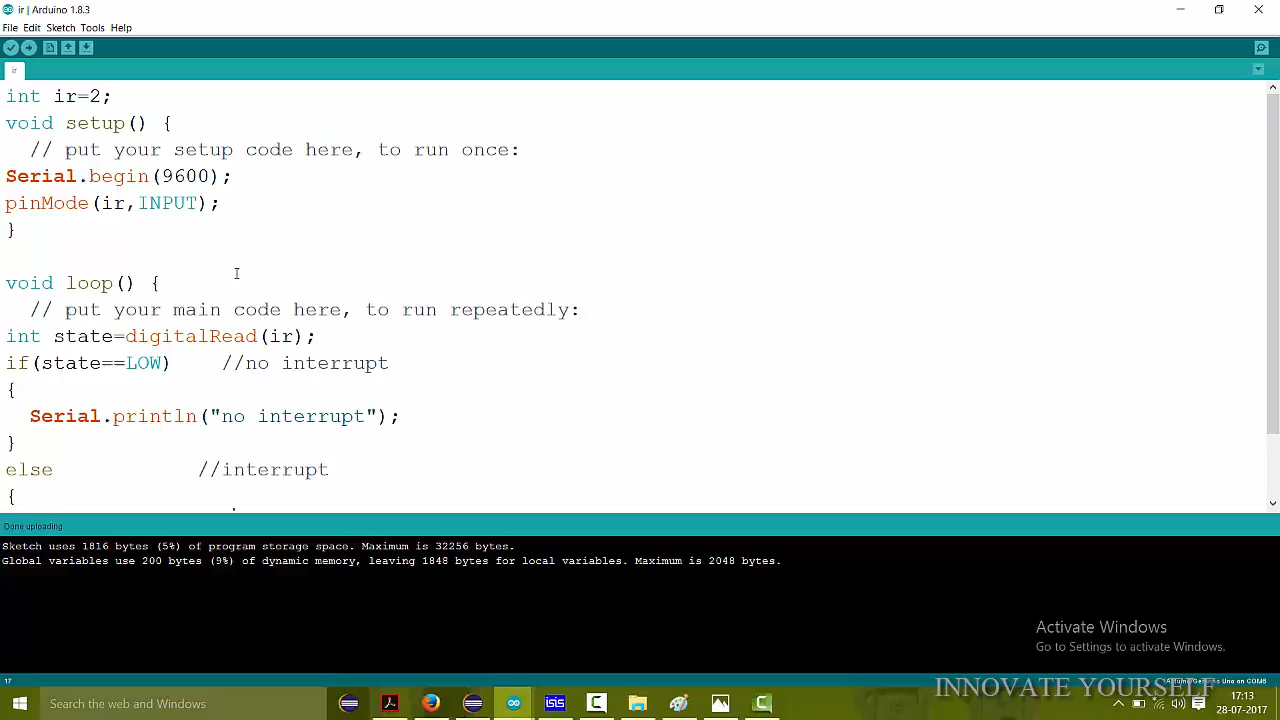 ir | Arduino 1.8.3
File Edit Sketch Tools Help
ir
int ir=2;
void setup() {
  // put your setup code here, to run once:
Serial.begin(9600);
pinMode(ir,INPUT);
}
void loop() {
  // put your main code here, to run repeatedly:
int state=digitalRead(ir);
if(state==LOW)    //no interrupt
{
  Serial.println("no interrupt");
}
else            //interrupt
{
Done uploading
Sketch uses 1816 bytes (5%) of program storage space. Maximum is 32256 bytes.
Global variables use 200 bytes (9%) of dynamic memory, leaving 1848 bytes for local variables. Maximum is 2048 bytes.
Activate Windows
Go to Settings to activate Windows.
17
Uno on COM8
INNOVATE YOURSELF
Search the web and Windows
17:13
28-07-2017